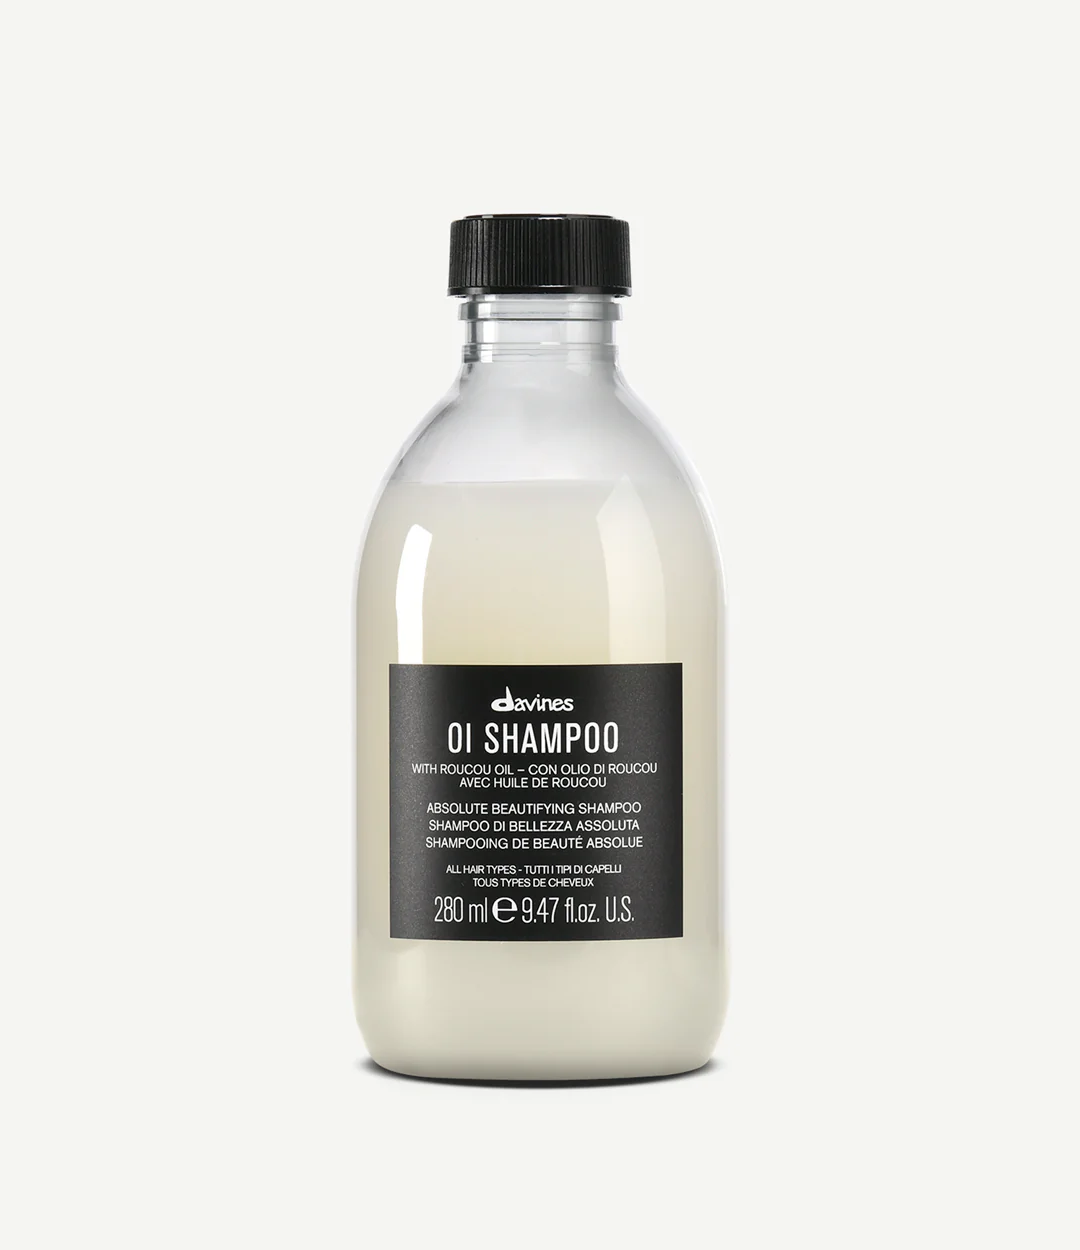 davines
OI SHAMPOO
WITH ROUCOU OIL – CON OLIO DI ROUCOU
AVEC HUILE DE ROUCOU
ABSOLUTE BEAUTIFYING SHAMPOO
SHAMPOO DI BELLEZZA ASSOLUTA
SHAMPOOING DE BEAUTÉ ABSOLUE
ALL HAIR TYPES - TUTTI I TIPI DI CAPELLI
TOUS TYPES DE CHEVEUX
280 ml ℮ 9.47 fl.oz. U.S.